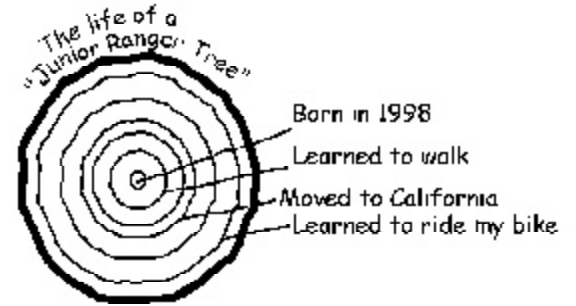 The life of a
"Junior Ranger Tree"
Born in 1998
Learned to walk
Moved to California
Learned to ride my bike